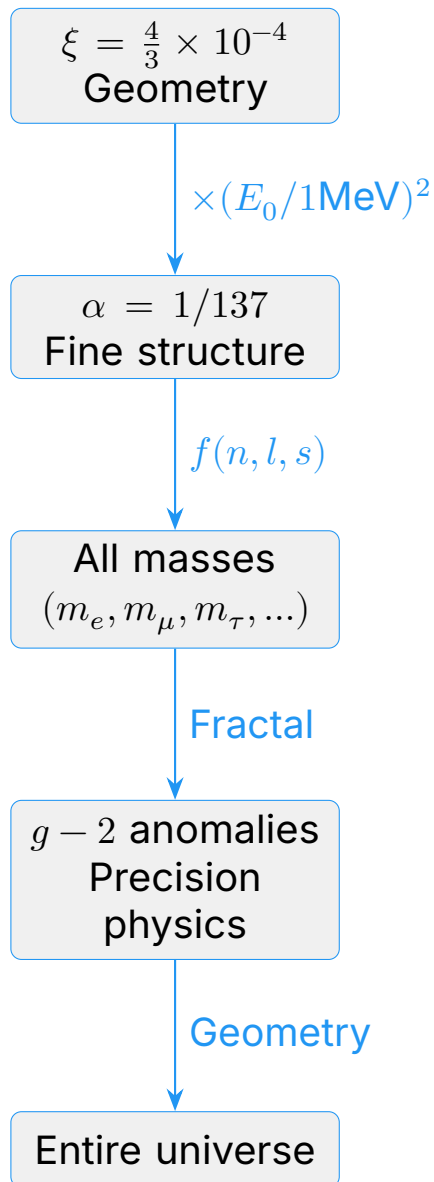 ξ = 4/3 × 10⁻⁴
Geometry
×(E₀/1MeV)²
α = 1/137
Fine structure
f(n, l, s)
All masses
(mₑ, m_μ, m_τ, ...)
Fractal
g − 2 anomalies
Precision
physics
Geometry
Entire universe